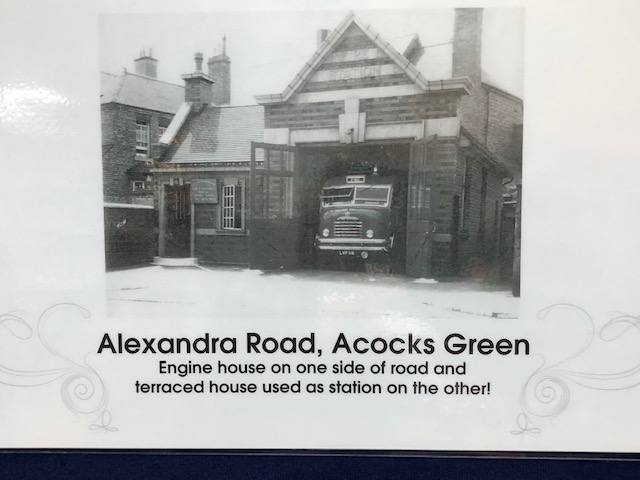 Alexandra Road, Acocks Green
Engine house on one side of road and
terraced house used as station on the other!